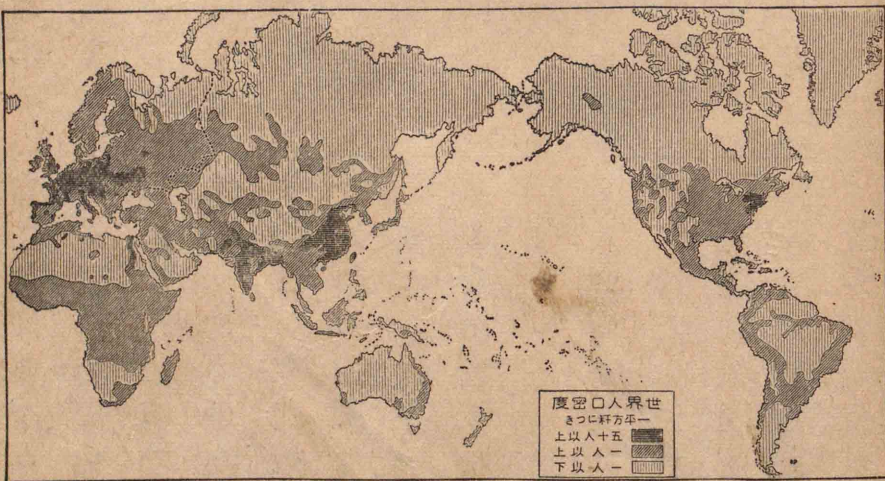 世界人口密度
一平方粁につき
五十人以上
一人以上
一人以下